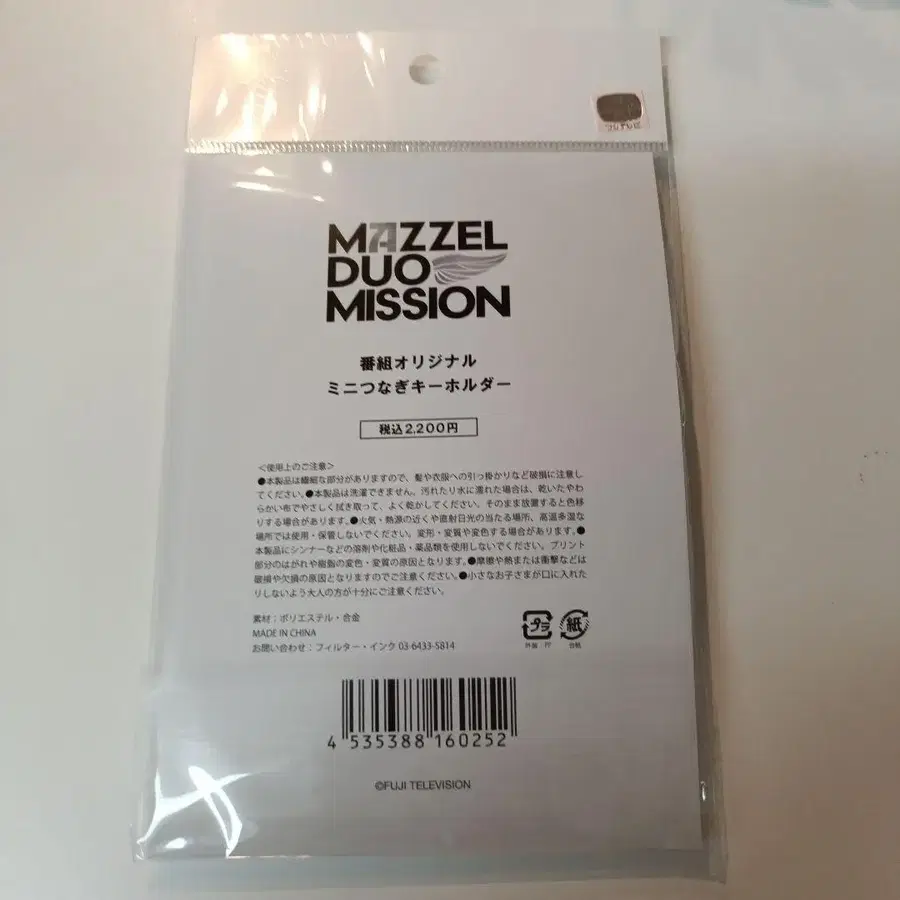 フジテレビ
MAZZEL
DUO
MISSION
番組オリジナル
ミニつなぎキーホルダー
税込2,200円
＜使用上のご注意＞
●本製品は繊細な部分がありますので、髪や衣服への引っ掛かりなど破損に注意し
てください。●本製品は洗濯できません。汚れたり水に濡れた場合は、乾いたやわ
らかい布でやさしく拭き取って、よく乾かしてください。そのまま放置すると色移
りする場合があります。●火気・熱源の近くや直射日光の当たる場所、高温多湿な
場所では使用・保管しないでください。変形・変質や変色する場合があります。●
本製品にシンナーなどの溶剤や化粧品・薬品類を使用しないでください。プリント
部分のはがれや樹脂の変色・変質の原因となります。●摩擦や熱または衝撃などは
破損や欠損の原因となりますのでご注意ください。●小さなお子さまが口に入れた
りしないよう大人の方が十分にご注意ください。
素材：ポリエステル・合金
MADE IN CHINA
お問い合わせ：フィルター・インク 03-6433-5814
プラ
紙
外装 PP
台紙
4 535388 160252
©FUJI TELEVISION